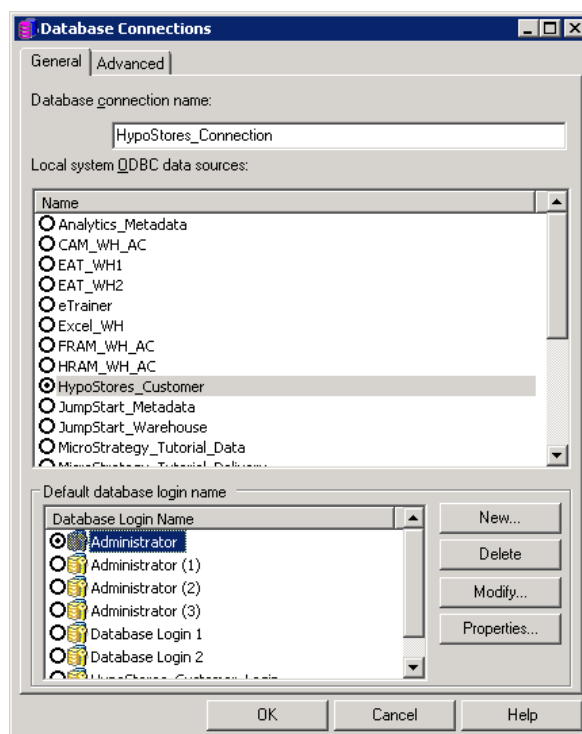 Database Connections
General Advanced
Database connection name:
HypoStores_Connection
Local system ODBC data sources:
Name
Analytics_Metadata
CAM_WH_AC
EAT_WH1
EAT_WH2
eTrainer
Excel_WH
FRAM_WH_AC
HRAM_WH_AC
HypoStores_Customer
JumpStart_Metadata
JumpStart_Warehouse
MicroStrategy_Tutorial_Data
MicroStrategy_Tutorial_Delivery
Default database login name
Database Login Name
Administrator
Administrator (1)
Administrator (2)
Administrator (3)
Database Login 1
Database Login 2
HypoStores_Customer_Login
New...
Delete
Modify...
Properties...
OK Cancel Help